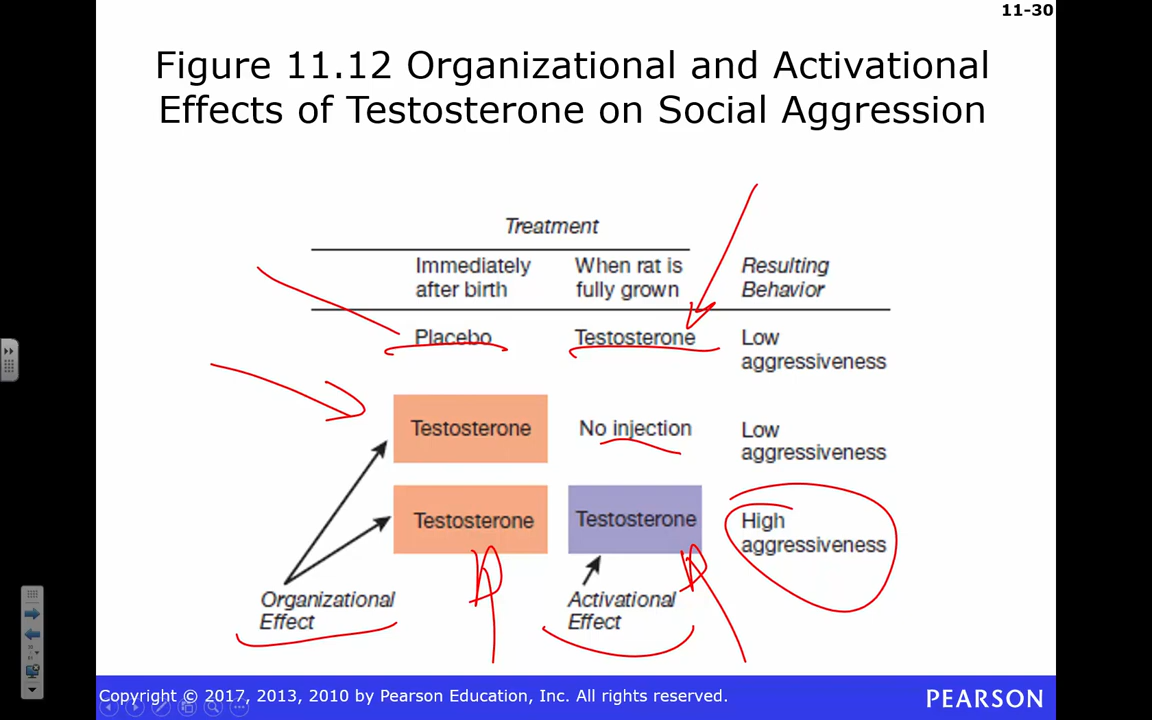 11-30
Figure 11.12 Organizational and Activational
Effects of Testosterone on Social Aggression
Treatment
Immediately
after birth
When rat is
fully grown
Resulting
Behavior
Placebo
Testosterone
Low
aggressiveness
Testosterone
No injection
Low
aggressiveness
Testosterone
Testosterone
High
aggressiveness
Organizational
Effect
Activational
Effect
Copyright © 2017, 2013, 2010 by Pearson Education, Inc. All rights reserved.
PEARSON